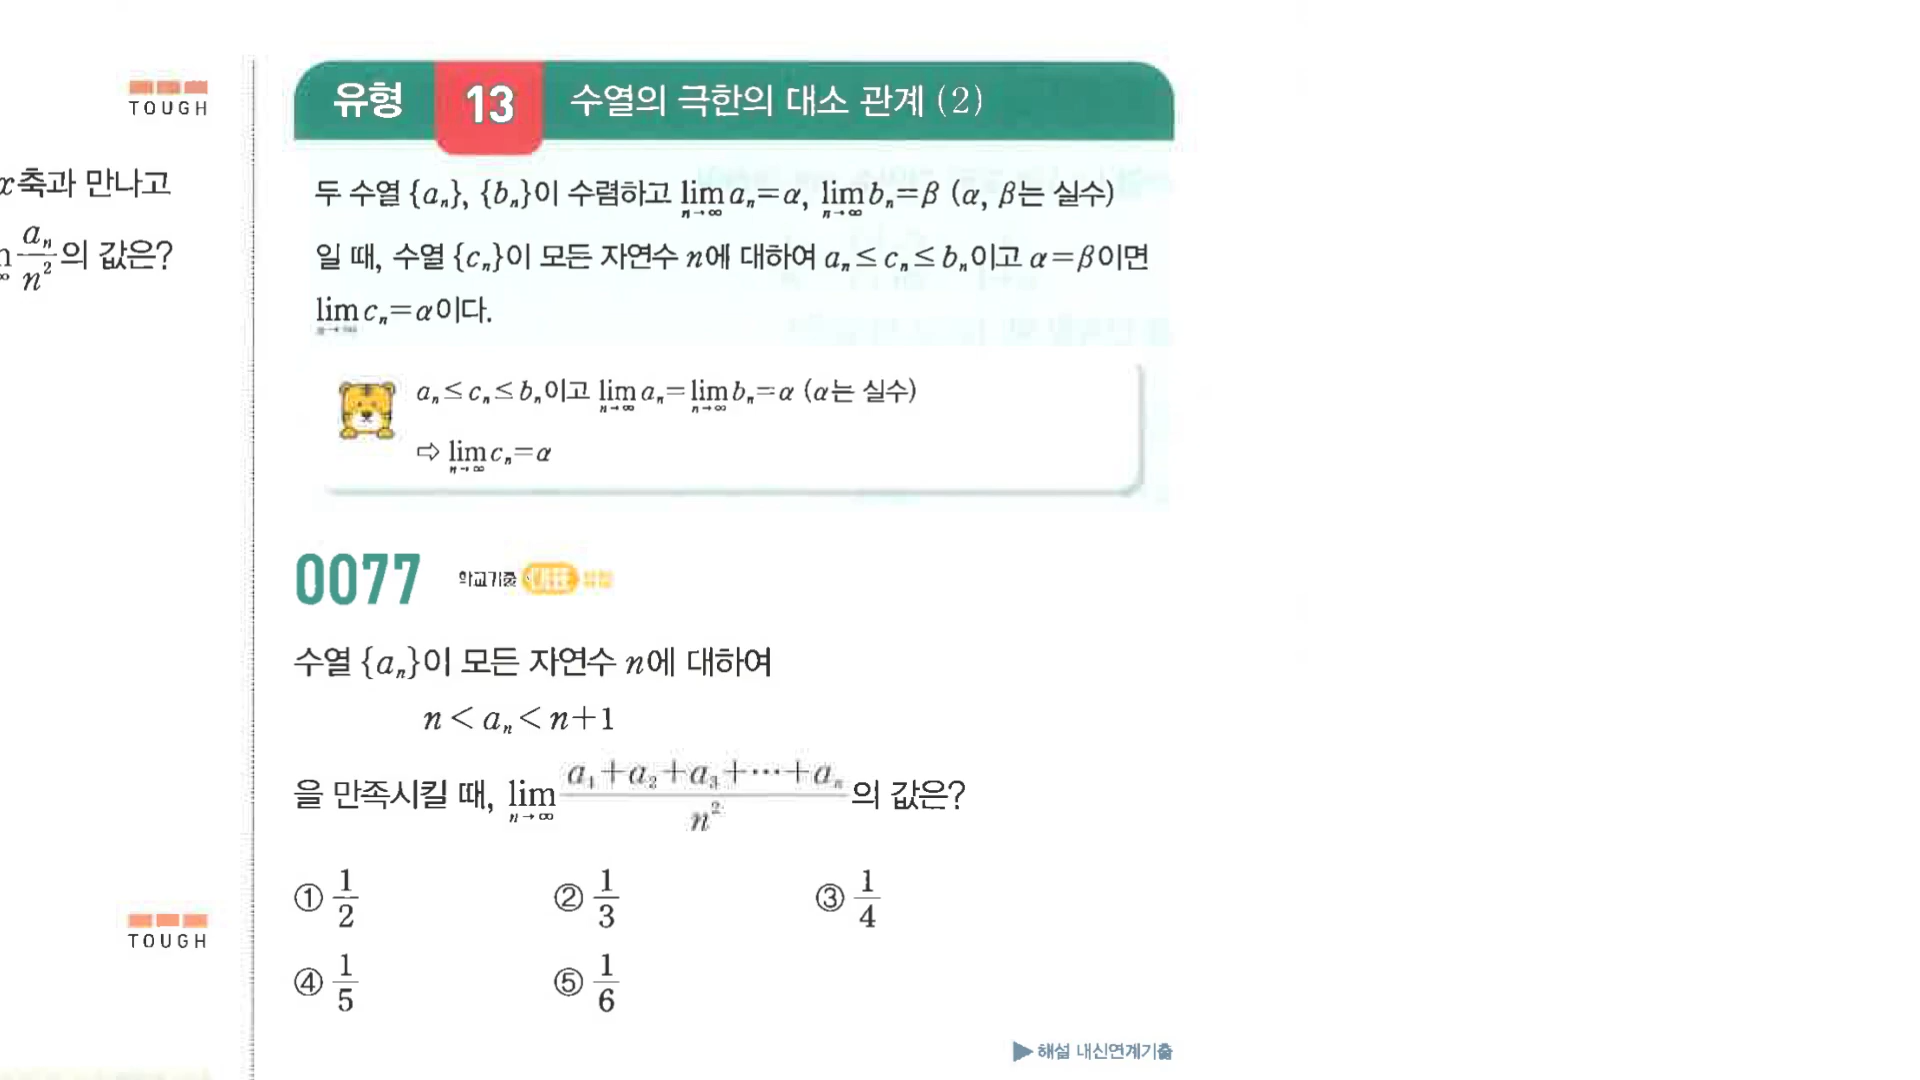 TOUGH
x축과 만나고
a_n/n²의 값은?
TOUGH
유형 13 수열의 극한의 대소 관계 (2)
두 수열 {a_n}, {b_n}이 수렴하고 lim_{n→∞} a_n=α, lim_{n→∞} b_n=β (α, β는 실수)
일 때, 수열 {c_n}이 모든 자연수 n에 대하여 a_n≤c_n≤b_n이고 α=β이면
lim_{n→∞} c_n=α이다.
a_n≤c_n≤b_n이고 lim_{n→∞} a_n=lim_{n→∞} b_n=α (α는 실수)
⇨ lim_{n→∞} c_n=α
0077 학교기출
수열 {a_n}이 모든 자연수 n에 대하여
n<a_n<n+1
을 만족시킬 때, lim_{n→∞} (a_1+a_2+a_3+⋯+a_n)/n²의 값은?
① 1/2 ② 1/3 ③ 1/4
④ 1/5 ⑤ 1/6
▶해설 내신연계기출